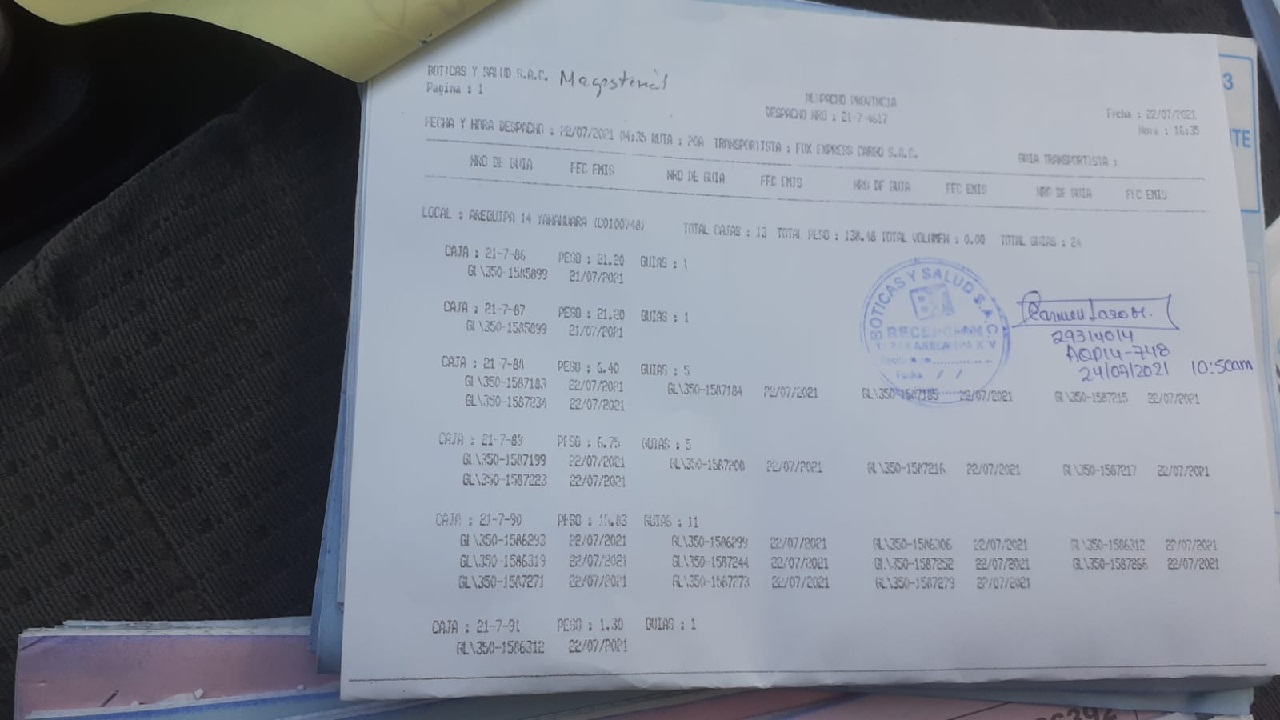 BOTICAS Y SALUD S.A.C. Magisterial
Pagina : 1
DESPACHO PROVINCIA
DESPACHO NRO : 21-7-4617
Fecha : 22/07/2021
Hora : 16:35
FECHA Y HORA DESPACHO : 22/07/2021 04:35 RUTA : 20A TRANSPORTISTA : FOX EXPRESS CARGO S.A.C. GUIA TRANSPORTISTA :
NRO DE GUIA FEC EMIS NRO DE GUIA FEC EMIS NRO DE GUIA FEC EMIS NRO DE GUIA FEC EMIS
LOCAL : AREQUIPA 14 YANAHUARA (C0100748) TOTAL CAJAS : 13 TOTAL PESO : 138.48 TOTAL VOLUMEN : 0.00 TOTAL GUIAS : 24
CAJA : 21-7-86 PESO : 21.20 GUIAS : 1
GL\350-1585899 21/07/2021
CAJA : 21-7-87 PESO : 21.20 GUIAS : 1
GL\350-1585899 21/07/2021
CAJA : 21-7-88 PESO : 6.40 GUIAS : 5
GL\350-1587183 22/07/2021 GL\350-1587184 22/07/2021 GL\350-1587185 22/07/2021 GL\350-1587215 22/07/2021
GL\350-1587234 22/07/2021
CAJA : 21-7-89 PESO : 6.75 GUIAS : 5
GL\350-1587199 22/07/2021 GL\350-1587200 22/07/2021 GL\350-1587216 22/07/2021 GL\350-1587217 22/07/2021
GL\350-1587223 22/07/2021
CAJA : 21-7-90 PESO : GUIAS : 11
GL\350-1586293 22/07/2021 GL\350-1586299 22/07/2021 GL\350-1586306 22/07/2021 GL\350-1586312 22/07/2021
GL\350-1586319 22/07/2021 GL\350-1587244 22/07/2021 GL\350-1587252 22/07/2021 GL\350-1587266 22/07/2021
GL\350-1587271 22/07/2021 GL\350-1587273 22/07/2021 GL\350-1587279 22/07/2021
CAJA : 21-7-91 PESO : 1.30 GUIAS : 1
GL\350-1586312 22/07/2021
BOTICAS Y SALUD S.A.C.
RECEPCION
Fecha / /
Carmen Lazo M.
29314014
AQP14-748
24/07/2021 10:50am
3
TE